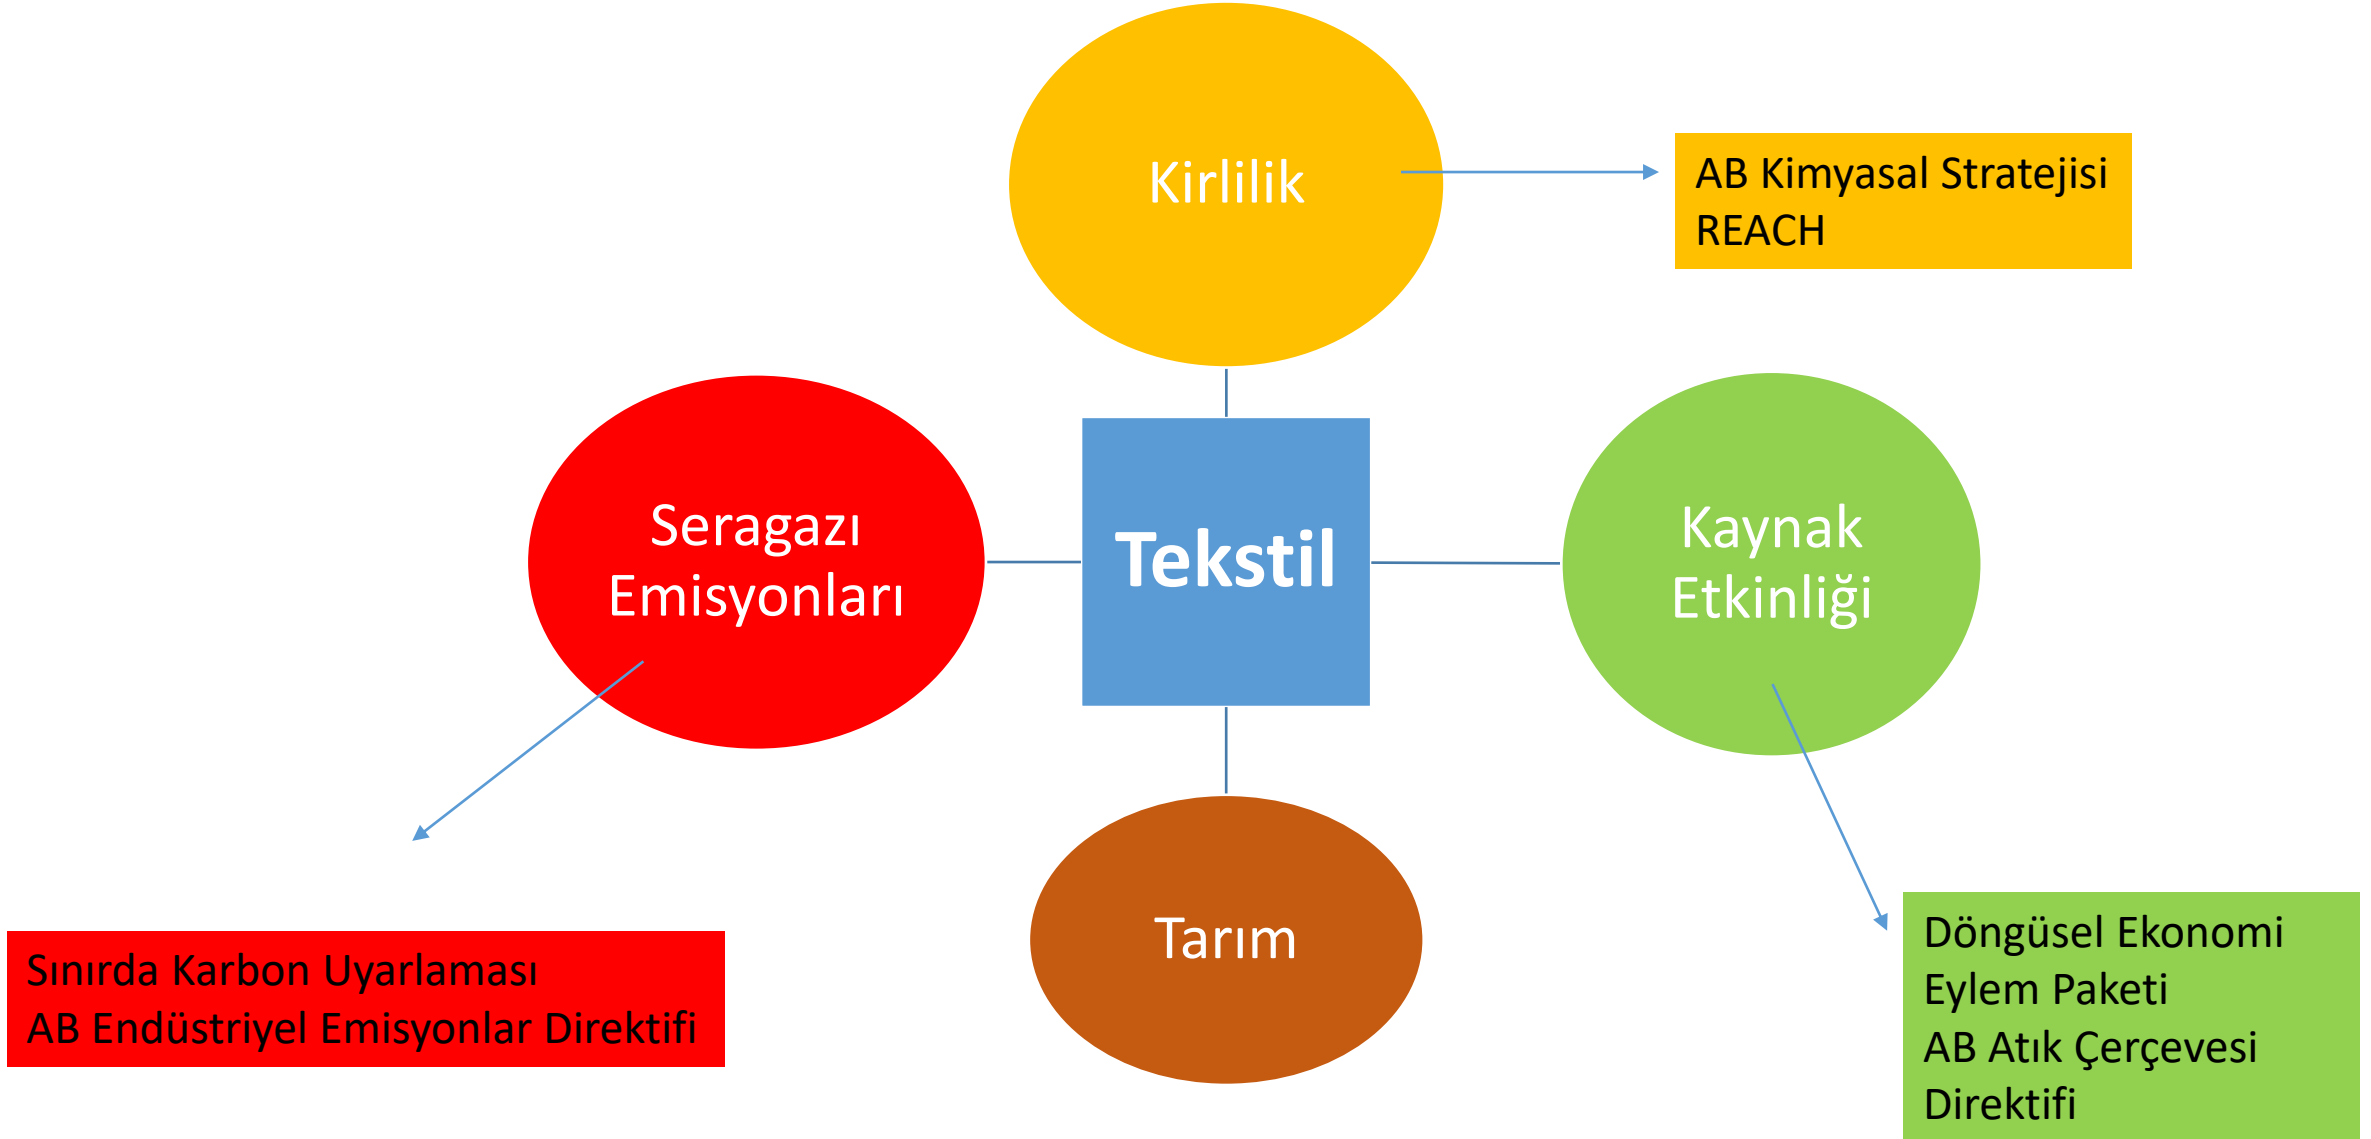 Kirlilik
AB Kimyasal Stratejisi
REACH
Seragazı
Emisyonları
Tekstil
Kaynak
Etkinliği
Tarım
Sınırda Karbon Uyarlaması
AB Endüstriyel Emisyonlar Direktifi
Döngüsel Ekonomi
Eylem Paketi
AB Atık Çerçevesi
Direktifi